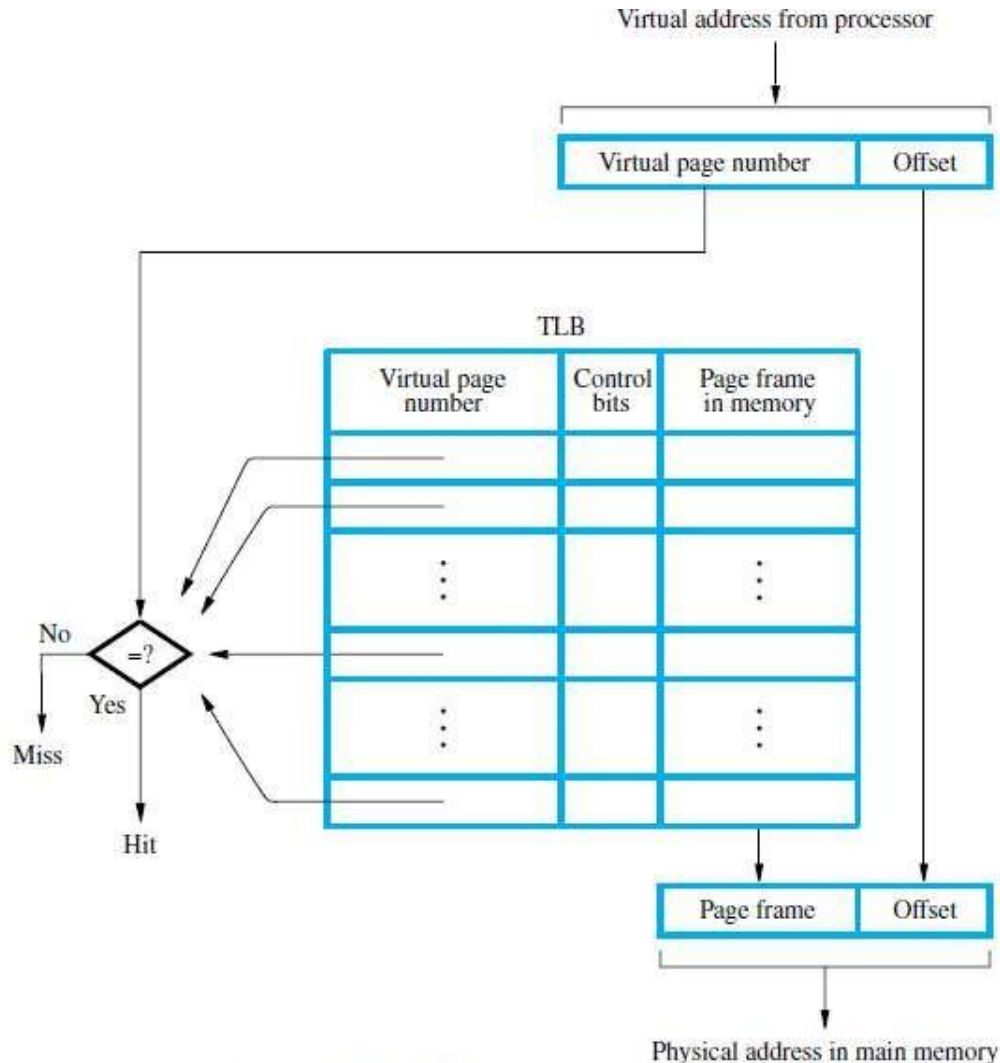 Virtual address from processor
Virtual page number
Offset
TLB
Virtual page
number
Control
bits
Page frame
in memory
No
=?
Yes
Miss
Hit
Page frame
Offset
Physical address in main memory